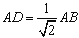 AD = 1/√2 AB